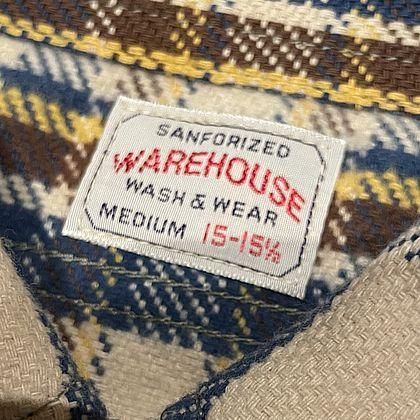 SANFORIZED
WAREHOUSE
WASH & WEAR
MEDIUM 15-15½